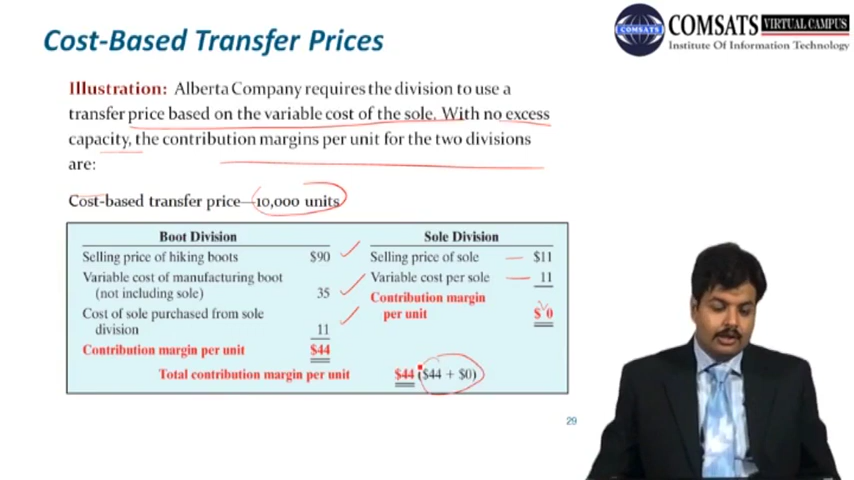 Cost-Based Transfer Prices
COMSATS VIRTUAL CAMPUS
Institute Of Information Technology
COMSATS
Illustration: Alberta Company requires the division to use a
transfer price based on the variable cost of the sole. With no excess
capacity, the contribution margins per unit for the two divisions
are:
Cost-based transfer price—10,000 units
Boot Division
Selling price of hiking boots $90
Variable cost of manufacturing boot
(not including sole) 35
Cost of sole purchased from sole
division 11
Contribution margin per unit $44
Sole Division
Selling price of sole $11
Variable cost per sole 11
Contribution margin
per unit $ 0
Total contribution margin per unit $44 ($44 + $0)
29